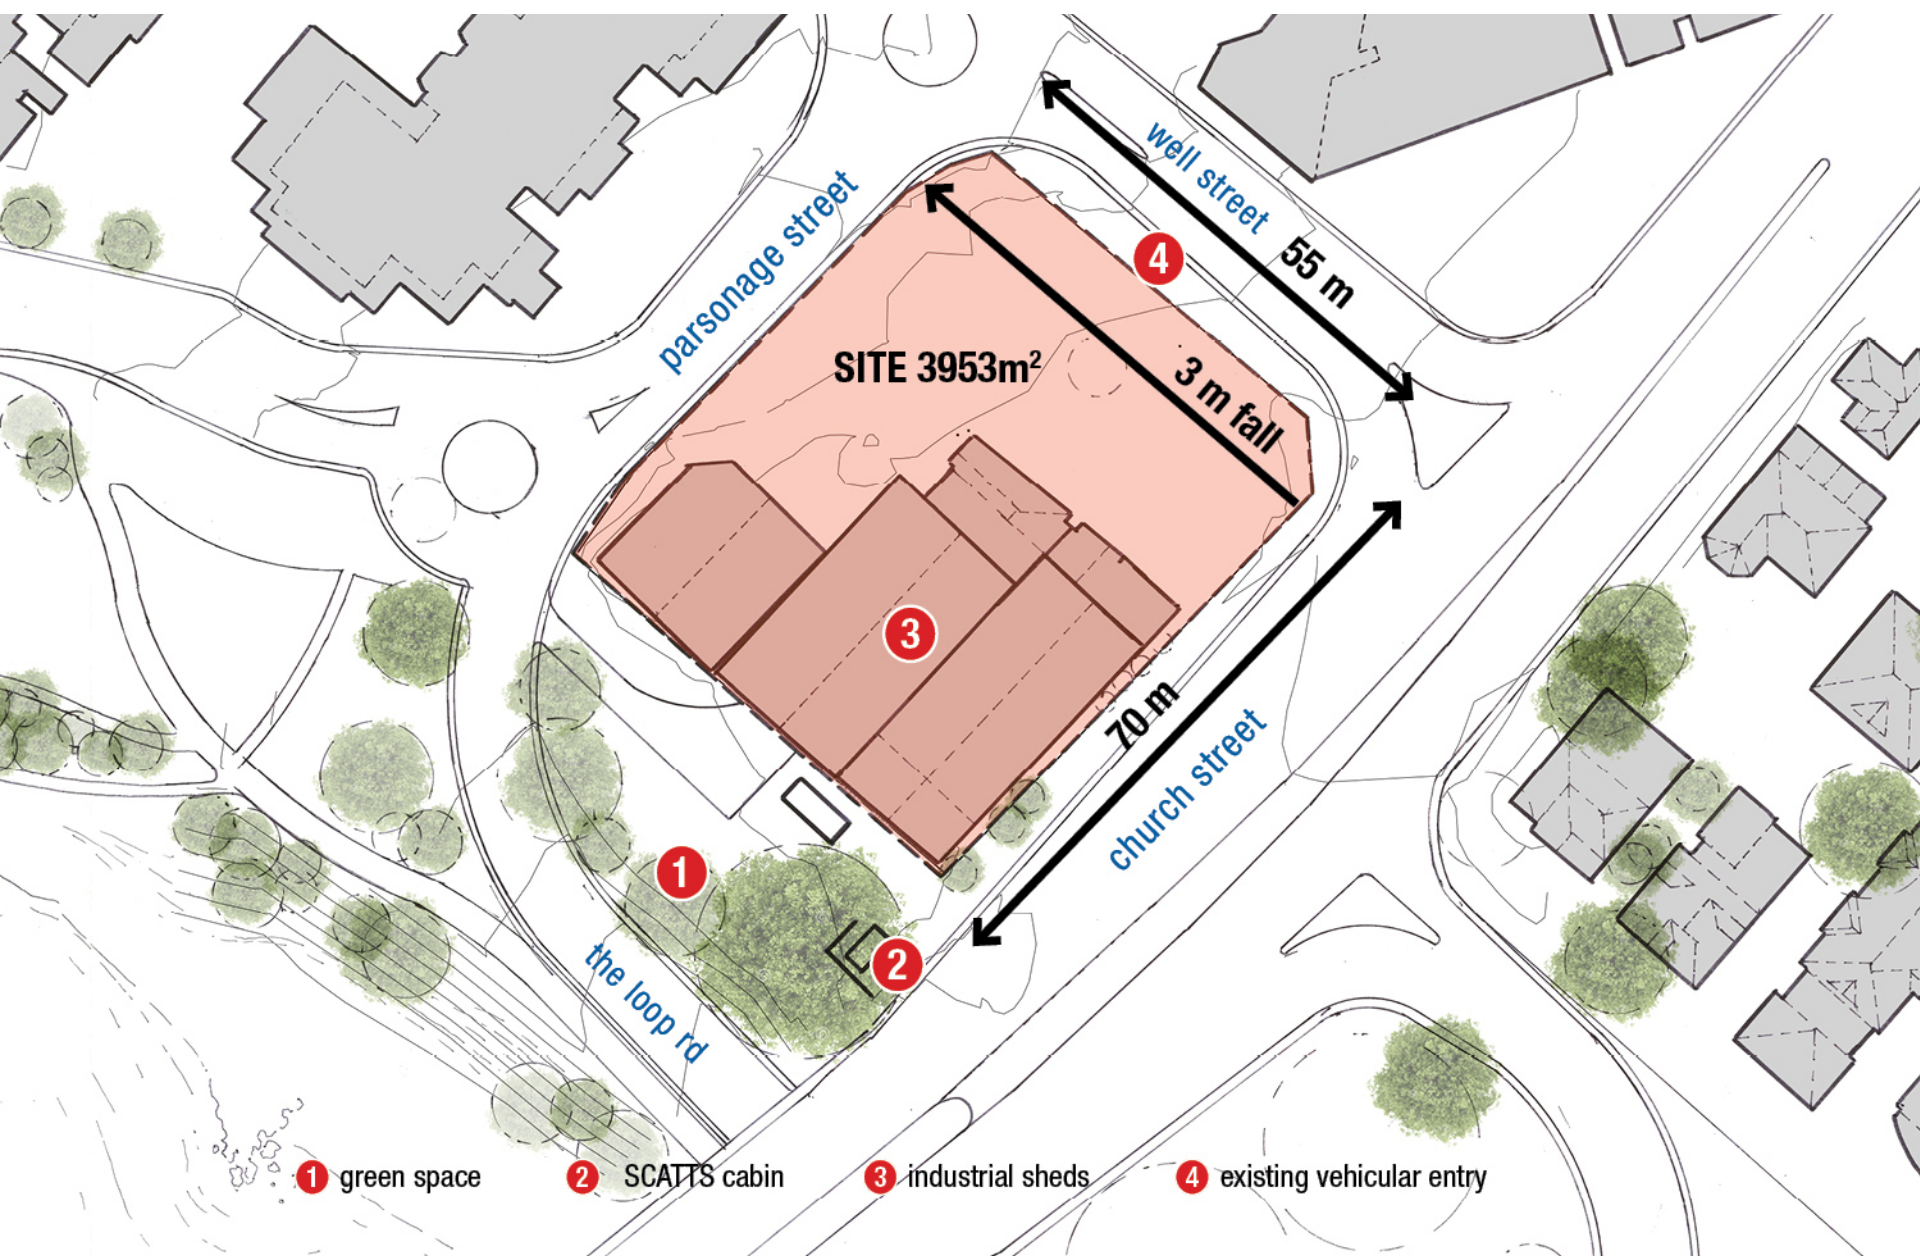 well street
55 m
parsonage street
4
SITE 3953m²
3 m fall
3
70 m
church street
1
2
the loop rd
1 green space
2 SCATTS cabin
3 industrial sheds
4 existing vehicular entry